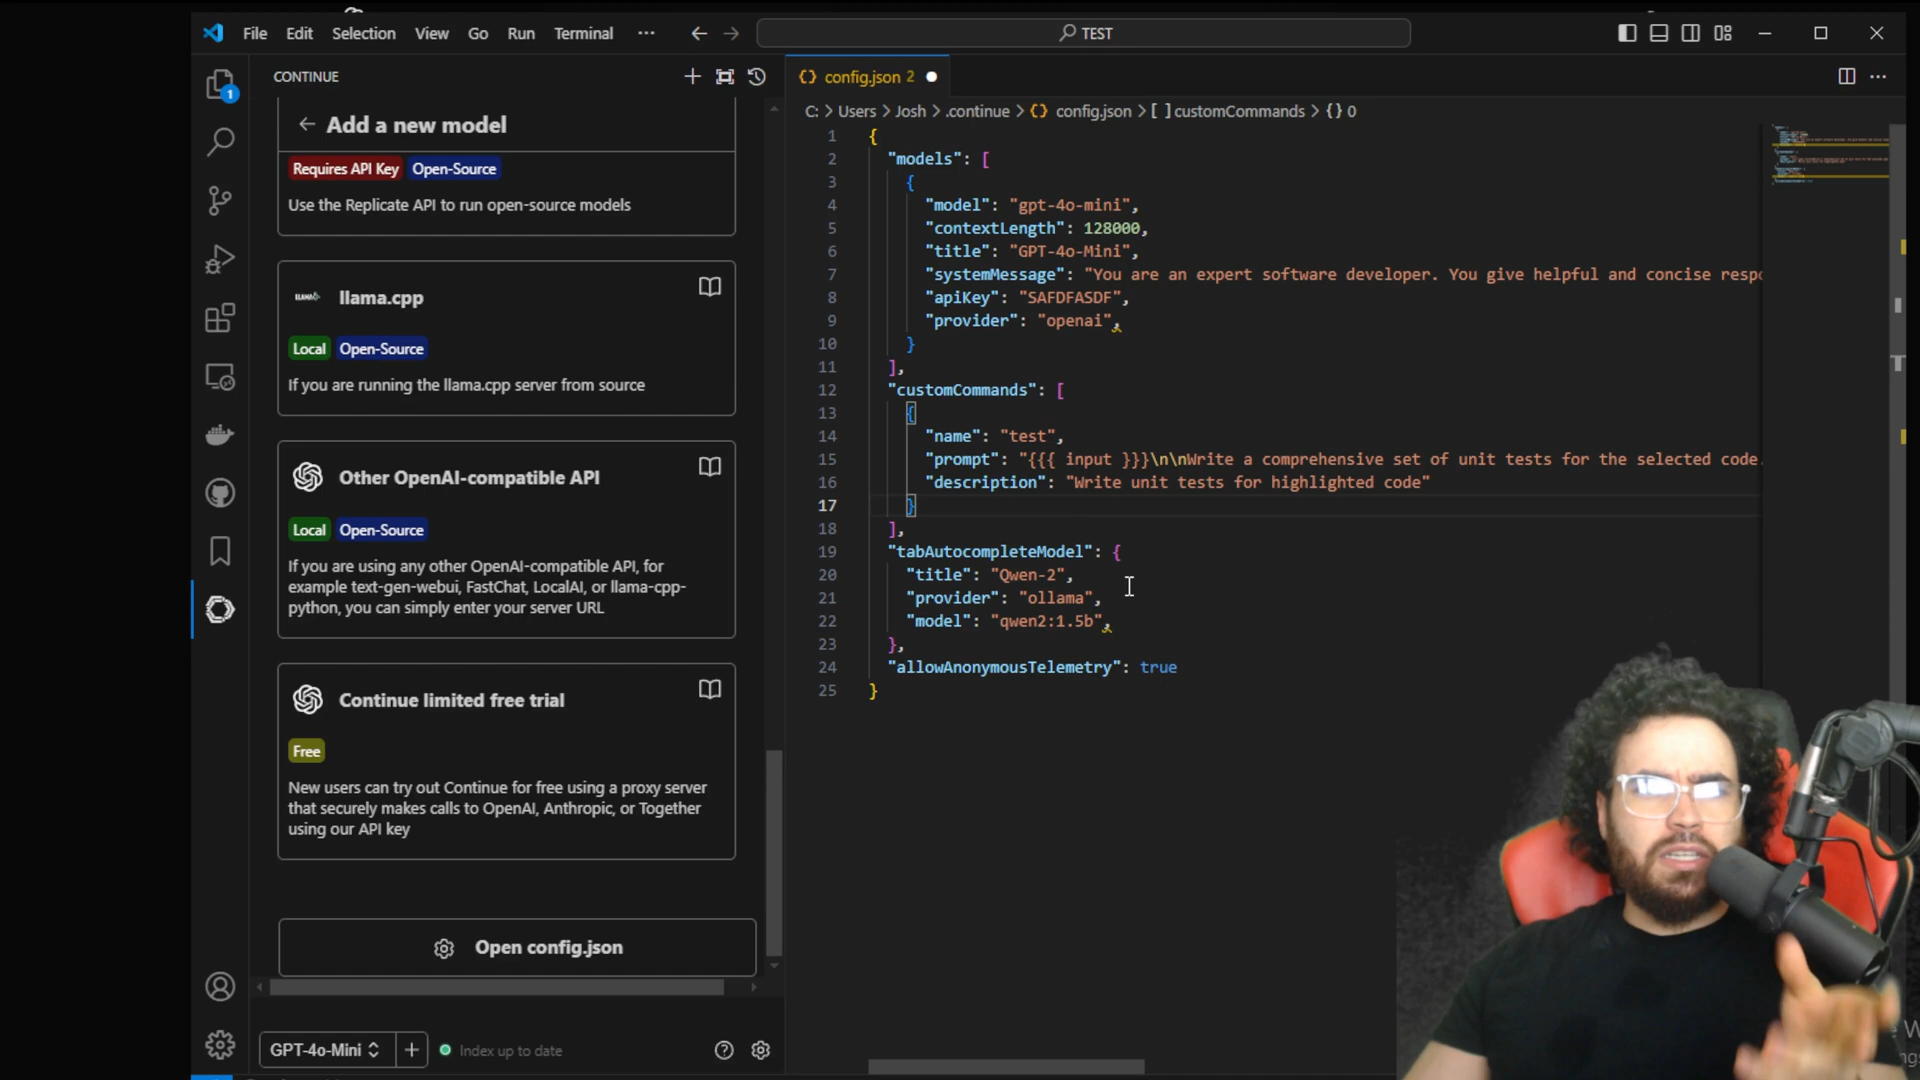 File Edit Selection View Go Run Terminal ··· TEST
CONTINUE
config.json 2
C: > Users > Josh > .continue > {} config.json > [ ] customCommands > {} 0
1
Add a new model
Requires API Key Open-Source
Use the Replicate API to run open-source models
llama.cpp
Local Open-Source
If you are running the llama.cpp server from source
Other OpenAI-compatible API
Local Open-Source
If you are using any other OpenAI-compatible API, for
example text-gen-webui, FastChat, LocalAI, or llama-cpp-
python, you can simply enter your server URL
Continue limited free trial
Free
New users can try out Continue for free using a proxy server
that securely makes calls to OpenAI, Anthropic, or Together
using our API key
Open config.json
GPT-4o-Mini + Index up to date
1 {
2 "models": [
3 {
4 "model": "gpt-4o-mini",
5 "contextLength": 128000,
6 "title": "GPT-4o-Mini",
7 "systemMessage": "You are an expert software developer. You give helpful and concise resp
8 "apiKey": "SAFDFASDF",
9 "provider": "openai",
10 }
11 ],
12 "customCommands": [
13 {
14 "name": "test",
15 "prompt": "{{{ input }}}\n\nWrite a comprehensive set of unit tests for the selected code.
16 "description": "Write unit tests for highlighted code"
17 }
18 ],
19 "tabAutocompleteModel": {
20 "title": "Qwen-2",
21 "provider": "ollama",
22 "model": "qwen2:1.5b",
23 },
24 "allowAnonymousTelemetry": true
25 }